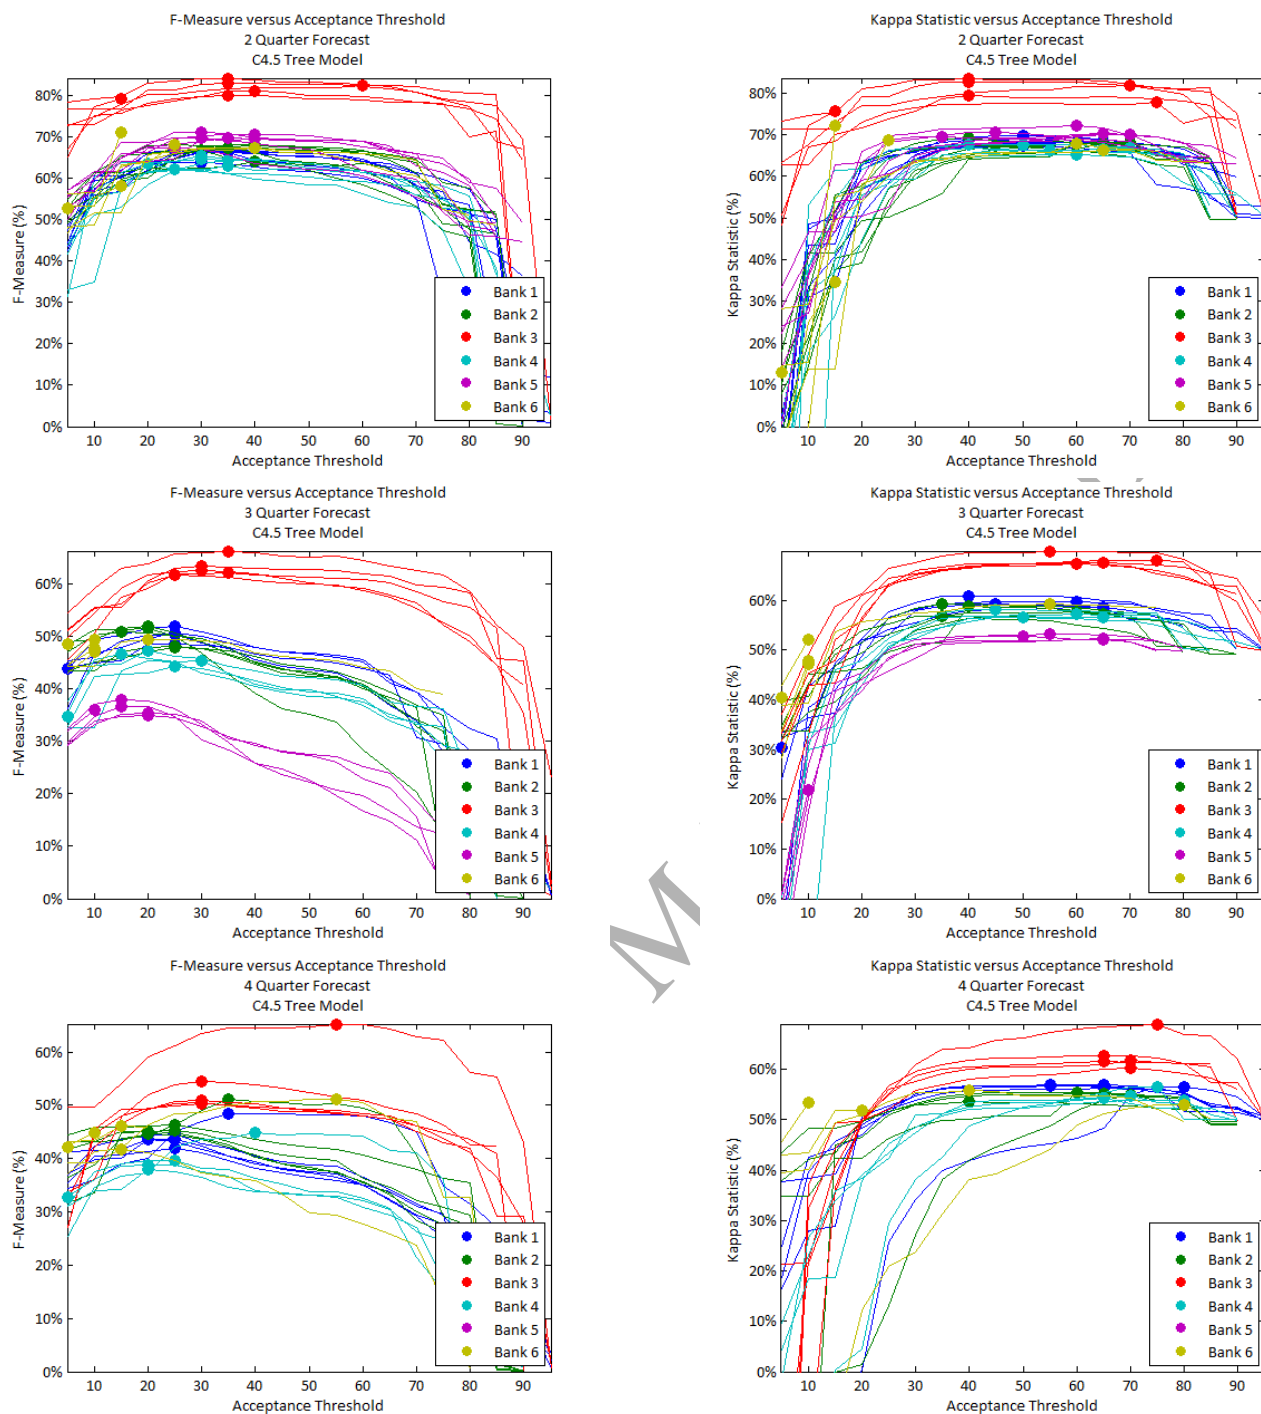 F-Measure versus Acceptance Threshold
2 Quarter Forecast
C4.5 Tree Model
80%
70%
60%
50%
40%
30%
20%
10%
0%
F-Measure (%)
10 20 30 40 50 60 70 80 90
Acceptance Threshold
Bank 1
Bank 2
Bank 3
Bank 4
Bank 5
Bank 6
Kappa Statistic versus Acceptance Threshold
2 Quarter Forecast
C4.5 Tree Model
80%
70%
60%
50%
40%
30%
20%
10%
0%
Kappa Statistic (%)
10 20 30 40 50 60 70 80 90
Acceptance Threshold
Bank 1
Bank 2
Bank 3
Bank 4
Bank 5
Bank 6
F-Measure versus Acceptance Threshold
3 Quarter Forecast
C4.5 Tree Model
60%
50%
40%
30%
20%
10%
0%
F-Measure (%)
10 20 30 40 50 60 70 80 90
Acceptance Threshold
Bank 1
Bank 2
Bank 3
Bank 4
Bank 5
Bank 6
Kappa Statistic versus Acceptance Threshold
3 Quarter Forecast
C4.5 Tree Model
60%
50%
40%
30%
20%
10%
0%
Kappa Statistic (%)
10 20 30 40 50 60 70 80 90
Acceptance Threshold
Bank 1
Bank 2
Bank 3
Bank 4
Bank 5
Bank 6
M
F-Measure versus Acceptance Threshold
4 Quarter Forecast
C4.5 Tree Model
60%
50%
40%
30%
20%
10%
0%
F-Measure (%)
10 20 30 40 50 60 70 80 90
Acceptance Threshold
Bank 1
Bank 2
Bank 3
Bank 4
Bank 5
Bank 6
Kappa Statistic versus Acceptance Threshold
4 Quarter Forecast
C4.5 Tree Model
60%
50%
40%
30%
20%
10%
0%
Kappa Statistic (%)
10 20 30 40 50 60 70 80 90
Acceptance Threshold
Bank 1
Bank 2
Bank 3
Bank 4
Bank 5
Bank 6